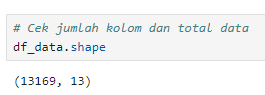 # Cek jumlah kolom dan total data
df_data.shape
(13169, 13)